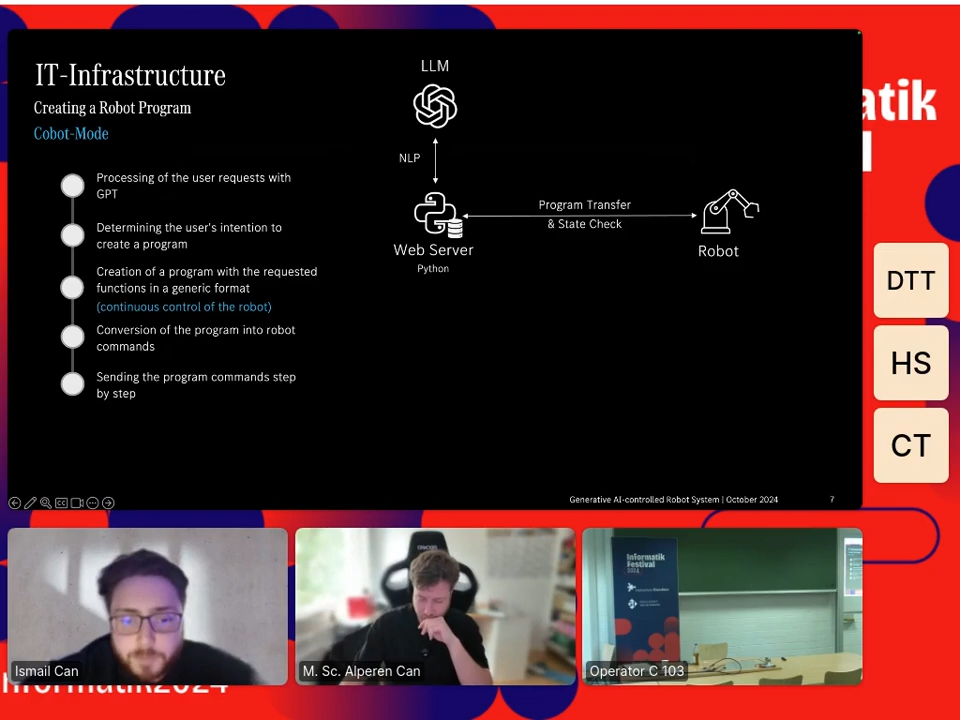 IT-Infrastructure
Creating a Robot Program
Cobot-Mode
Processing of the user requests with
GPT
Determining the user's intention to
create a program
Creation of a program with the requested
functions in a generic format
(continuous control of the robot)
Conversion of the program into robot
commands
Sending the program commands step
by step
LLM
NLP
Web Server
Python
Program Transfer
& State Check
Robot
Generative AI-controlled Robot System | October 2024
7
atik
DTT
HS
CT
Ismail Can
M. Sc. Alperen Can
Informatik
Festival
2024
Operator C 103